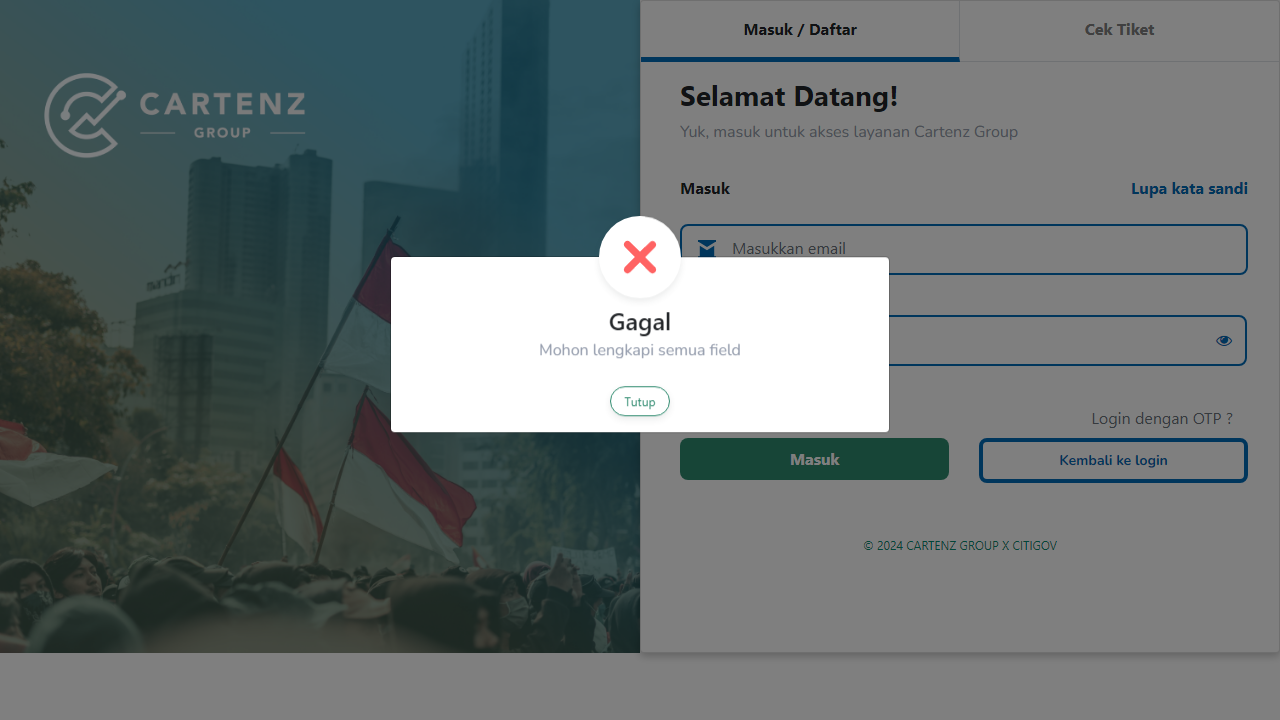 CARTENZ
GROUP
Masuk / Daftar
Cek Tiket
Selamat Datang!
Yuk, masuk untuk akses layanan Cartenz Group
Masuk
Lupa kata sandi
Masukkan email
Gagal
Mohon lengkapi semua field
Tutup
Login dengan OTP ?
Masuk
Kembali ke login
© 2024 CARTENZ GROUP X CITIGOV